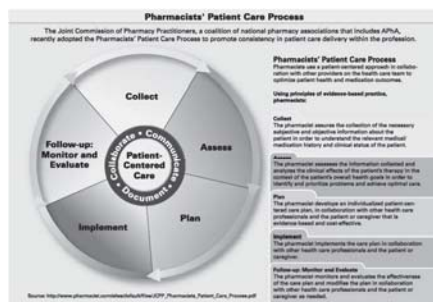 Pharmacists' Patient Care Process
The Joint Commission of Pharmacy Practitioners, a coalition of national pharmacy associations that includes APhA,
recently adopted the Pharmacists' Patient Care Process to promote consistency in patient care delivery within the profession.
Collect
Assess
Plan
Implement
Follow-up:
Monitor and
Evaluate
Collaborate • Communicate • Document •
Patient-
Centered
Care
Pharmacists' Patient Care Process
Pharmacists use a patient-centered approach in collabora-
tion with other providers on the health care team to
optimize patient health and medication outcomes.
Using principles of evidence-based practice,
pharmacists:
Collect
The pharmacist assures the collection of the necessary
subjective and objective information about the
patient in order to understand the relevant medical/
medication history and clinical status of the patient.
Assess
The pharmacist assesses the information collected and
analyzes the clinical effects of the patient's therapy in the
context of the patient's overall health goals in order to
identify and prioritize problems and achieve optimal care.
Plan
The pharmacist develops an individualized patient-cen-
tered care plan, in collaboration with other health care
professionals and the patient or caregiver that is
evidence based and cost-effective.
Implement
The pharmacist implements the care plan in collaboration
with other health care professionals and the patient
or caregiver.
Follow-up: Monitor and Evaluate
The pharmacist monitors and evaluates the effectiveness
of the care plan and modifies the plan in collaboration
with other health care professionals and the patient or
caregiver as needed.
Source: http://www.pharmacist.com/sites/default/files/JCPP_Pharmacists_Patient_Care_Process.pdf